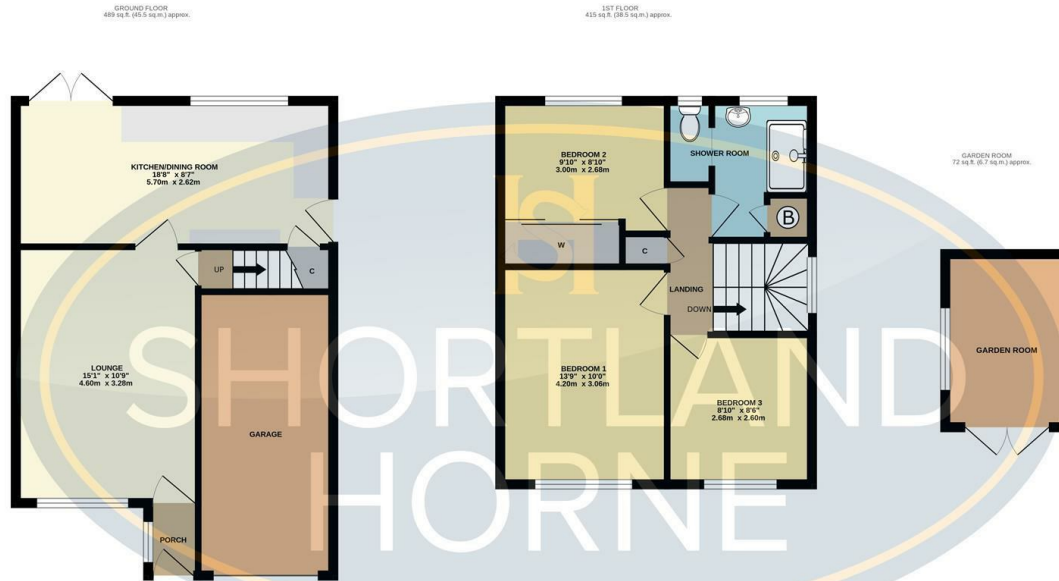 GROUND FLOOR
489 sq.ft. (45.5 sq.m.) approx.
KITCHEN/DINING ROOM
18'8" x 8'7"
5.70m x 2.62m
UP
C
LOUNGE
15'1" x 10'9"
4.60m x 3.28m
GARAGE
PORCH
1ST FLOOR
415 sq.ft. (38.5 sq.m.) approx.
BEDROOM 2
9'10" x 8'10"
3.00m x 2.68m
SHOWER ROOM
B
W
C
LANDING
DOWN
BEDROOM 1
13'9" x 10'0"
4.20m x 3.06m
BEDROOM 3
8'10" x 8'6"
2.68m x 2.60m
GARDEN ROOM
72 sq.ft. (6.7 sq.m.) approx.
GARDEN ROOM
SH
SHORTLAND
HORNE